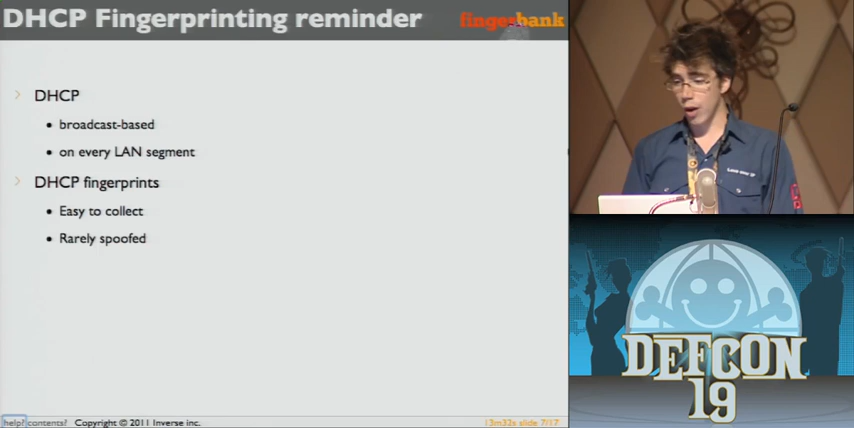 DHCP Fingerprinting reminder
fingerbank
DHCP
broadcast-based
on every LAN segment
DHCP fingerprints
Easy to collect
Rarely spoofed
help? contents? Copyright © 2011 Inverse inc.
13m32s slide 7/17
DEFCON
19